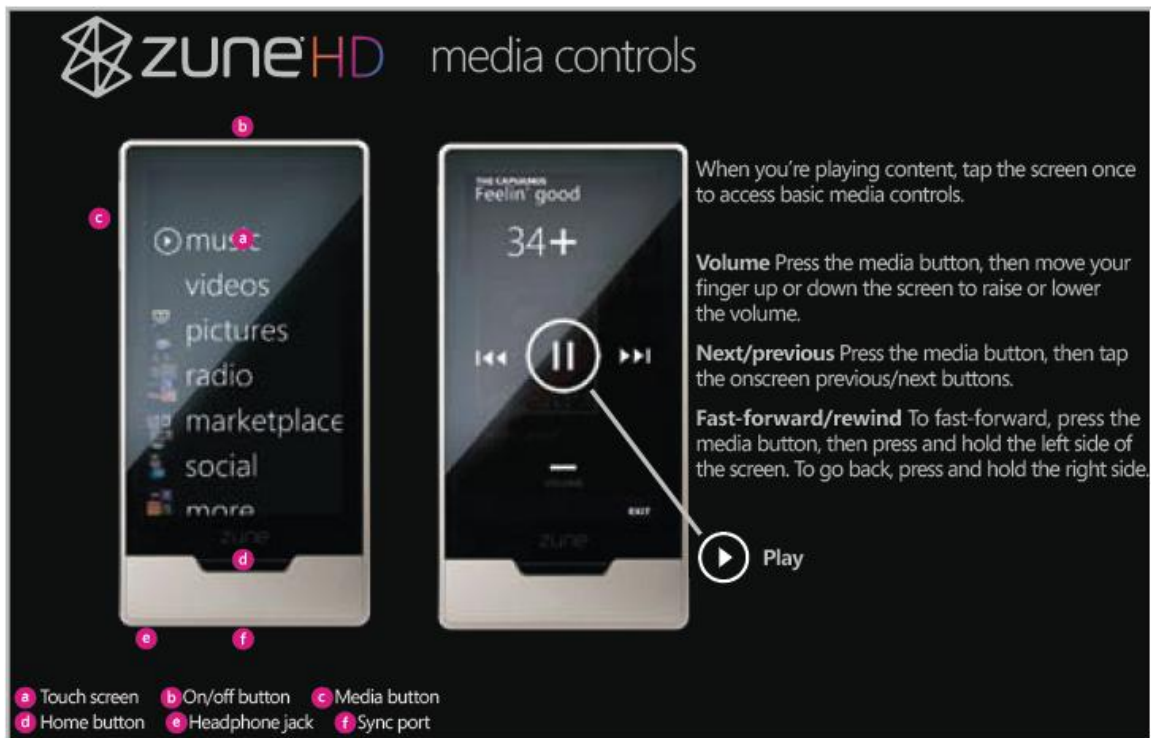 zune HD media controls
b
c
a
music
videos
pictures
radio
marketplace
social
more
zune
d
e
f
THE CAPGUNNS
Feelin' good
34+
VOLUME
EXIT
zune
When you're playing content, tap the screen once
to access basic media controls.
Volume Press the media button, then move your
finger up or down the screen to raise or lower
the volume.
Next/previous Press the media button, then tap
the onscreen previous/next buttons.
Fast-forward/rewind To fast-forward, press the
media button, then press and hold the left side of
the screen. To go back, press and hold the right side.
Play
a Touch screen b On/off button c Media button
d Home button e Headphone jack f Sync port